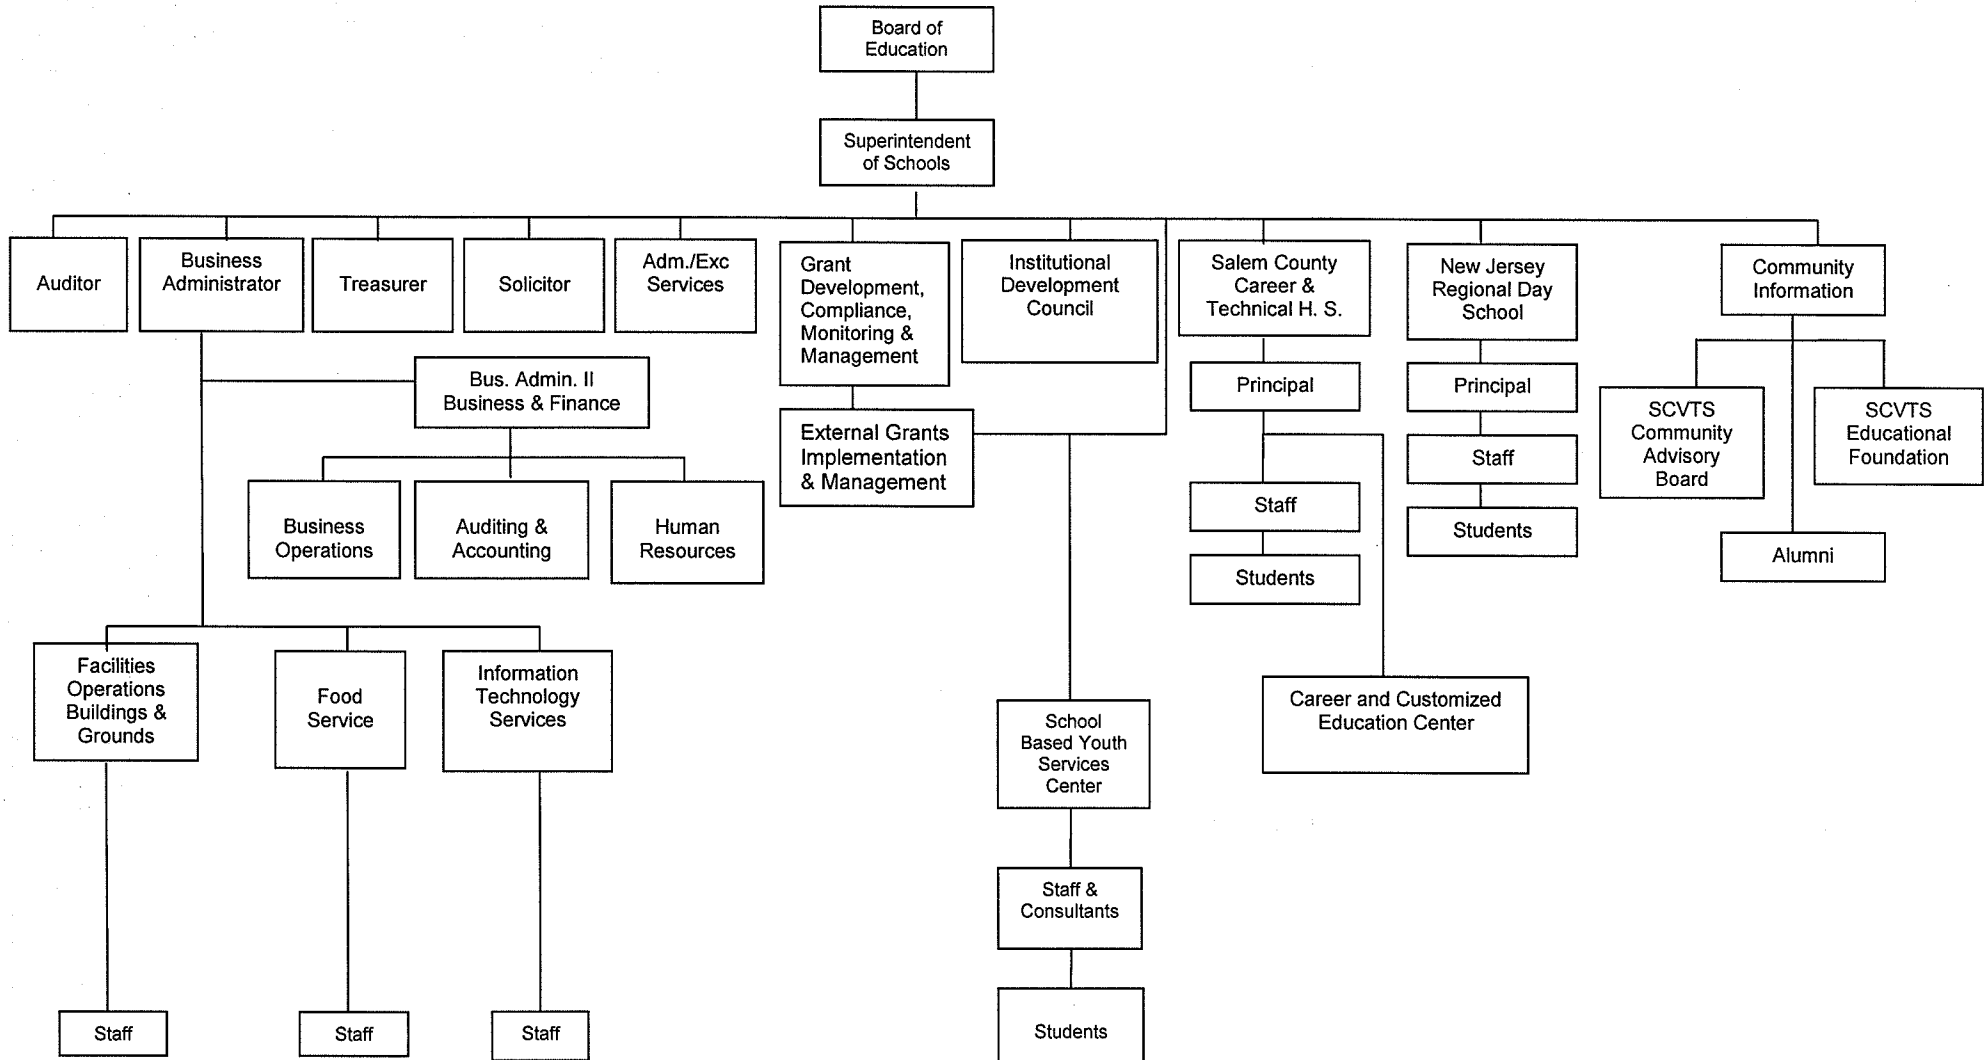 Board of
Education
Superintendent
of Schools
Auditor
Business
Administrator
Treasurer
Solicitor
Adm./Exc
Services
Grant
Development,
Compliance,
Monitoring &
Management
Institutional
Development
Council
Salem County
Career &
Technical H. S.
New Jersey
Regional Day
School
Community
Information
Bus. Admin. II
Business & Finance
External Grants
Implementation
& Management
Principal
Principal
SCVTS
Community
Advisory
Board
SCVTS
Educational
Foundation
Business
Operations
Auditing &
Accounting
Human
Resources
Staff
Staff
Students
Students
Alumni
Facilities
Operations
Buildings &
Grounds
Food
Service
Information
Technology
Services
School
Based Youth
Services
Center
Career and Customized
Education Center
Staff &
Consultants
Staff
Staff
Staff
Students